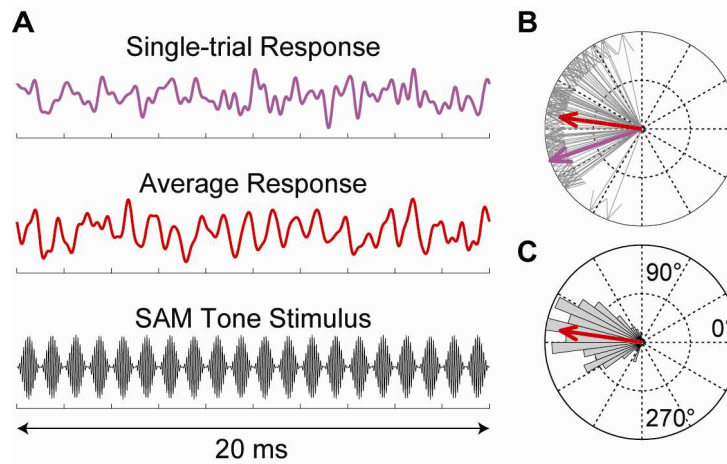 A
Single-trial Response
Average Response
SAM Tone Stimulus
20 ms
B
C
90°
0°
270°